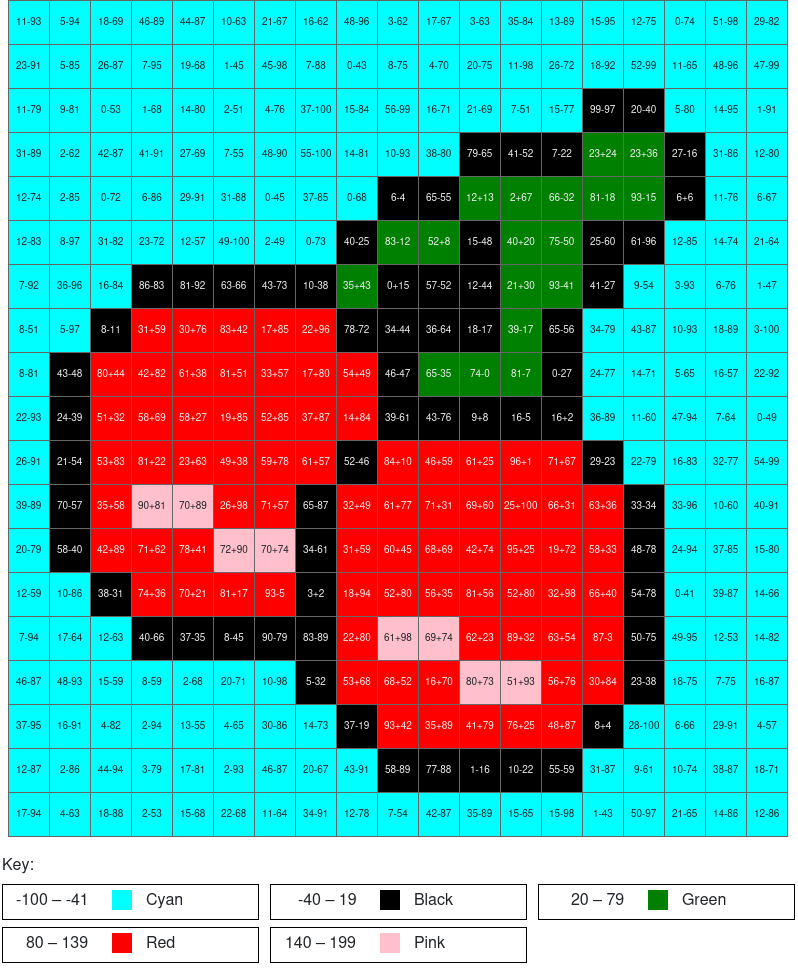 11-93 5-94 18-69 46-89 44-87 10-63 21-67 16-62 48-96 3-62 17-67 3-63 35-84 13-89 15-95 12-75 0-74 51-98 29-82
23-91 5-85 26-87 7-95 19-68 1-45 45-98 7-88 0-43 8-75 4-70 20-75 11-98 26-72 18-92 52-99 11-65 48-96 47-99
11-79 9-81 0-53 1-68 14-80 2-51 4-76 37-100 15-84 56-99 16-71 21-69 7-51 15-77 99-97 20-40 5-80 14-95 1-91
31-89 2-62 42-87 41-91 27-69 7-55 48-90 55-100 14-81 10-93 38-80 79-65 41-52 7-22 23+24 23+36 27-16 31-86 12-80
12-74 2-85 0-72 6-86 29-91 31-88 0-45 37-85 0-68 6-4 65-55 12+13 2+67 66-32 81-18 93-15 6+6 11-76 6-67
12-83 8-97 31-82 23-72 12-57 49-100 2-49 0-73 40-25 83-12 52+8 15-48 40+20 75-50 25-60 61-96 12-85 14-74 21-64
7-92 36-96 16-84 86-83 81-92 63-66 43-73 10-38 35+43 0+15 57-52 12-44 21+30 93-41 41-27 9-54 3-93 6-76 1-47
8-51 5-97 8-11 31+59 30+76 83+42 17+85 22+96 78-72 34-44 36-64 18-17 39-17 65-56 34-79 43-87 10-93 18-89 3-100
8-81 43-48 80+44 42+82 61+38 81+51 33+57 17+80 54+49 46-47 65-35 74-0 81-7 0-27 24-77 14-71 5-65 16-57 22-92
22-93 24-39 51+32 58+69 58+27 19+85 52+85 37+87 14+84 39-61 43-76 9+8 16-5 16+2 36-89 11-60 47-94 7-64 0-49
26-91 21-54 53+83 81+22 23+63 49+38 59+78 61+57 52-46 84+10 46+59 61+25 96+1 71+67 29-23 22-79 16-83 32-77 54-99
39-89 70-57 35+58 90+81 70+89 26+98 71+57 65-87 32+49 61+77 71+31 69+60 25+100 66+31 63+36 33-34 33-96 10-60 40-91
20-79 58-40 42+89 71+62 78+41 72+90 70+74 34-61 31+59 60+45 68+69 42+74 95+25 19+72 58+33 48-78 24-94 37-85 15-80
12-59 10-86 38-31 74+36 70+21 81+17 93-5 3+2 18+94 52+80 56+35 81+56 52+80 32+98 66+40 54-78 0-41 39-87 14-66
7-94 17-64 12-63 40-66 37-35 8-45 90-79 83-89 22+80 61+98 69+74 62+23 89+32 63+54 87-3 50-75 49-95 12-53 14-82
46-87 48-93 15-59 8-59 2-68 20-71 10-98 5-32 53+68 68+52 16+70 80+73 51+93 56+76 30+84 23-38 18-75 7-75 16-87
37-95 16-91 4-82 2-94 13-55 4-65 30-86 14-73 37-19 93+42 35+89 41+79 76+25 48+87 8+4 28-100 6-66 29-91 4-57
12-87 2-86 44-94 3-79 17-81 2-93 46-87 20-67 43-91 58-89 77-88 1-16 10-22 55-59 31-87 9-61 10-74 38-87 18-71
17-94 4-63 18-88 2-53 15-68 22-68 11-64 34-91 12-78 7-54 42-87 35-89 15-65 15-98 1-43 50-97 21-65 14-86 12-86
Key:
-100 – -41 Cyan -40 – 19 Black 20 – 79 Green
80 – 139 Red 140 – 199 Pink